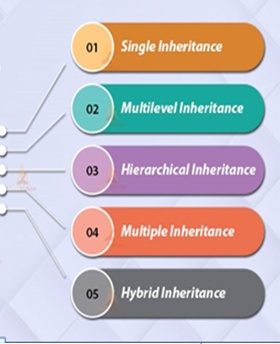 01 Single Inheritance
02 Multilevel Inheritance
03 Hierarchical Inheritance
04 Multiple Inheritance
05 Hybrid Inheritance